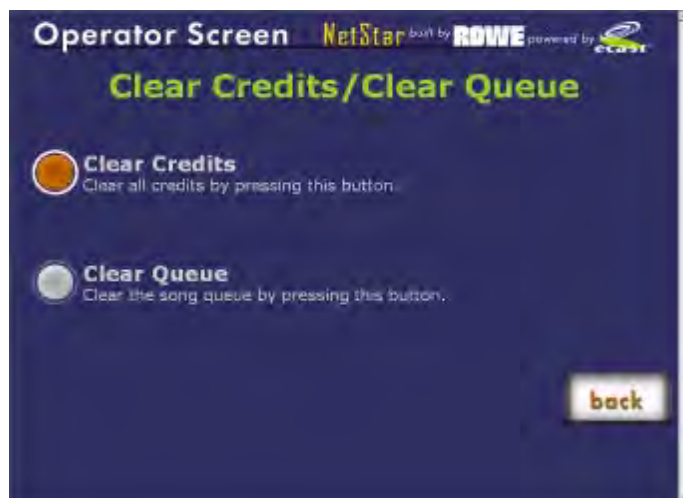 Operator Screen NetStar built by ROWE powered by ecast
Clear Credits/Clear Queue
Clear Credits
Clear all credits by pressing this button.
Clear Queue
Clear the song queue by pressing this button.
back